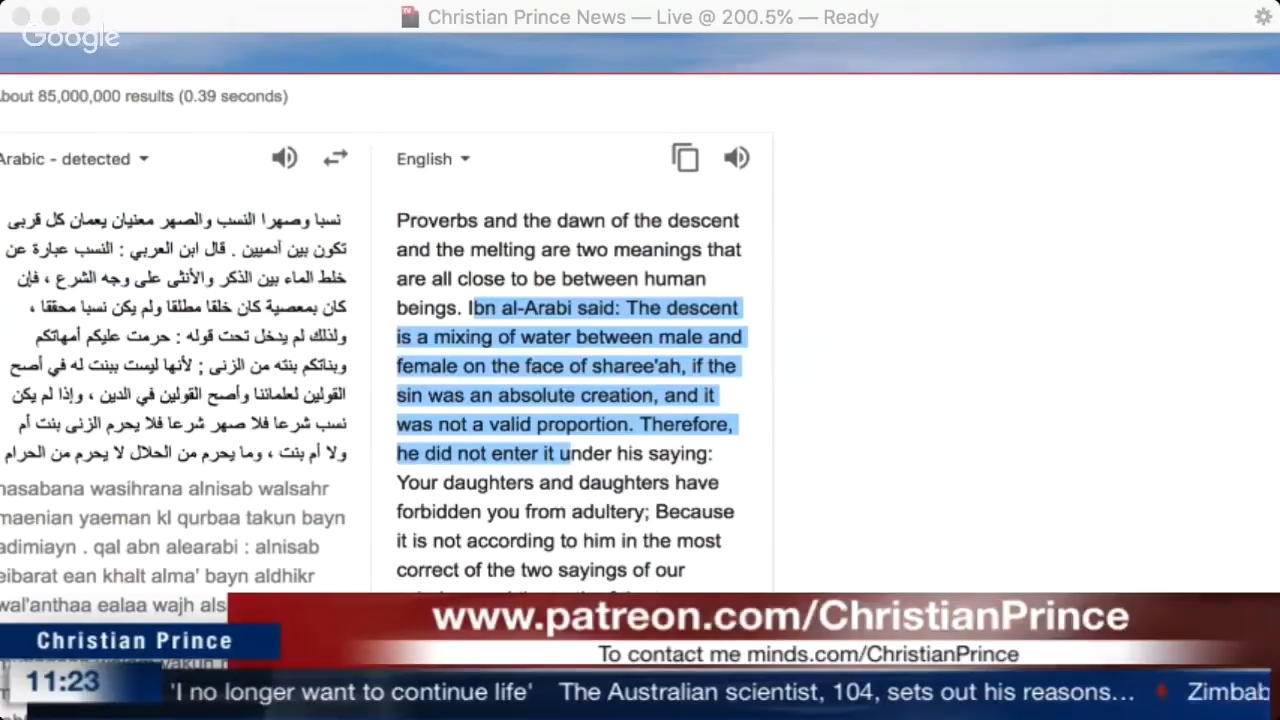 Christian Prince News — Live @ 200.5% — Ready
Google
bout 85,000,000 results (0.39 seconds)
Arabic - detected
English
نسبا وصهرا النسب والصهر معنيان يعمان كل قربى
تكون بين آدميين . قال ابن العربي : النسب عبارة عن
خلط الماء بين الذكر والأنثى على وجه الشرع ، فإن
كان بمعصية كان خلقا مطلقا ولم يكن نسبا محققا ،
ولذلك لم يدخل تحت قوله : حرمت عليكم أمهاتكم
وبناتكم بنته من الزنى ; لأنها ليست ببنت له في أصح
القولين لعلمائنا وأصح القولين في الدين ، وإذا لم يكن
نسب شرعا فلا صهر شرعا فلا يحرم الزنى بنت أم
ولا أم بنت ، وما يحرم من الحلال لا يحرم من الحرام
nasabana wasihrana alnisab walsahr
maenian yaeman kl qurbaa takun bayn
adimiayn . qal abn alearabi : alnisab
eibarat ean khalt alma' bayn aldhikr
wal'anthaa ealaa wajh als
Proverbs and the dawn of the descent
and the melting are two meanings that
are all close to be between human
beings. Ibn al-Arabi said: The descent
is a mixing of water between male and
female on the face of sharee'ah, if the
sin was an absolute creation, and it
was not a valid proportion. Therefore,
he did not enter it under his saying:
Your daughters and daughters have
forbidden you from adultery; Because
it is not according to him in the most
correct of the two sayings of our
www.patreon.com/ChristianPrince
Christian Prince
To contact me minds.com/ChristianPrince
11:23
'I no longer want to continue life' The Australian scientist, 104, sets out his reasons... Zimbab